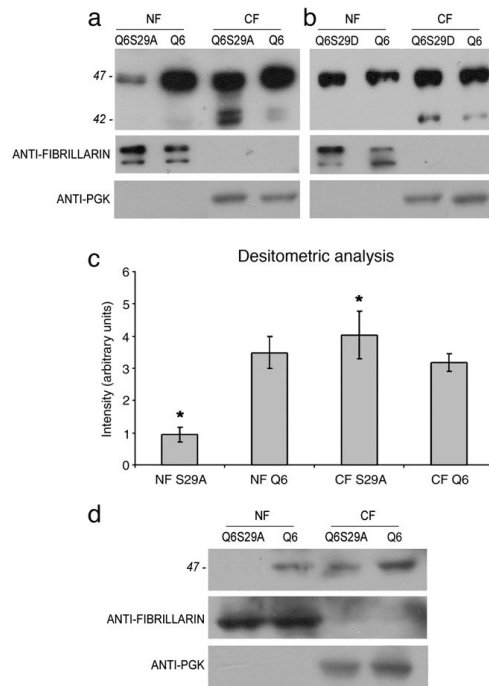 a
NF CF
Q6S29A Q6 Q6S29A Q6
47 -
42 -
ANTI-FIBRILLARIN
ANTI-PGK
b
NF CF
Q6S29D Q6 Q6S29D Q6
c
Desitometric analysis
Intensity (arbitrary units)
6
5
4
3
2
1
0
*
*
NF S29A NF Q6 CF S29A CF Q6
d
NF CF
Q6S29A Q6 Q6S29A Q6
47 -
ANTI-FIBRILLARIN
ANTI-PGK